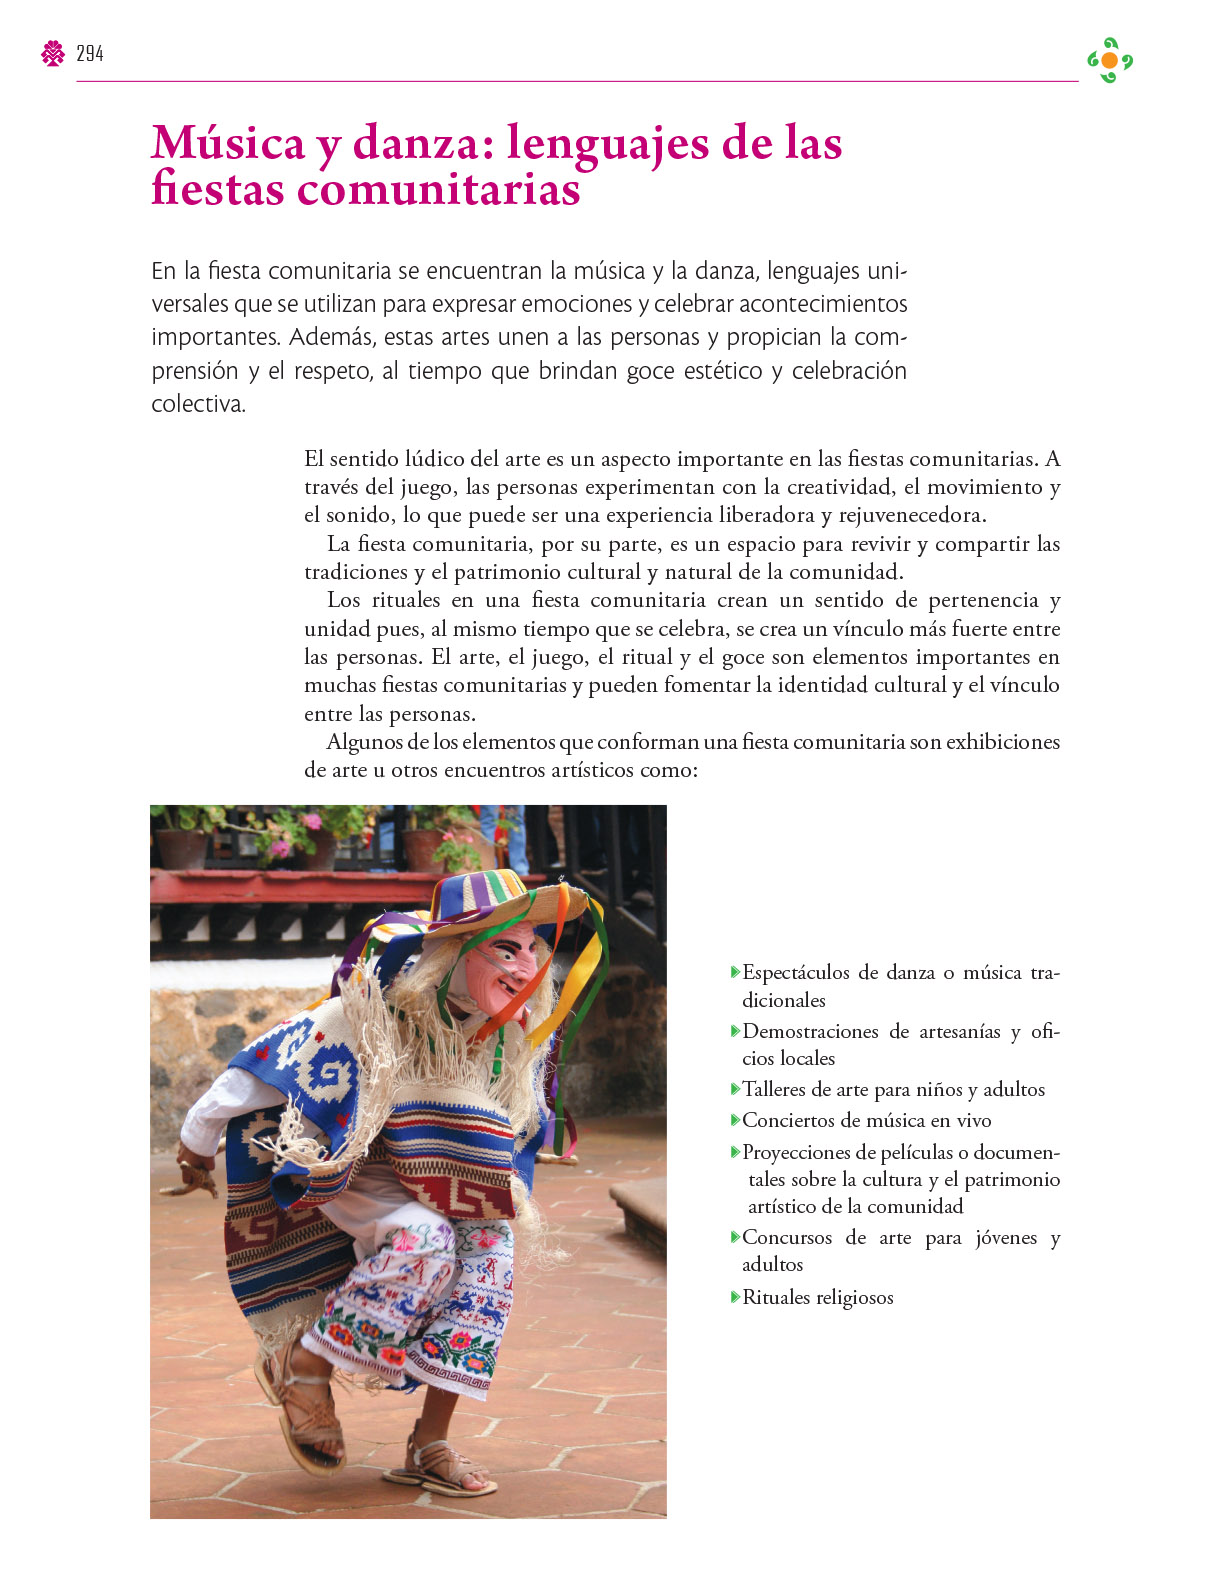 294
Música y danza: lenguajes de las
fiestas comunitarias
En la fiesta comunitaria se encuentran la música y la danza, lenguajes uni-
versales que se utilizan para expresar emociones y celebrar acontecimientos
importantes. Además, estas artes unen a las personas y propician la com-
prensión y el respeto, al tiempo que brindan goce estético y celebración
colectiva.
El sentido lúdico del arte es un aspecto importante en las fiestas comunitarias. A
través del juego, las personas experimentan con la creatividad, el movimiento y
el sonido, lo que puede ser una experiencia liberadora y rejuvenecedora.
La fiesta comunitaria, por su parte, es un espacio para revivir y compartir las
tradiciones y el patrimonio cultural y natural de la comunidad.
Los rituales en una fiesta comunitaria crean un sentido de pertenencia y
unidad pues, al mismo tiempo que se celebra, se crea un vínculo más fuerte entre
las personas. El arte, el juego, el ritual y el goce son elementos importantes en
muchas fiestas comunitarias y pueden fomentar la identidad cultural y el vínculo
entre las personas.
Algunos de los elementos que conforman una fiesta comunitaria son exhibiciones
de arte u otros encuentros artísticos como:
Espectáculos de danza o música tra-
dicionales
Demostraciones de artesanías y ofi-
cios locales
Talleres de arte para niños y adultos
Conciertos de música en vivo
Proyecciones de películas o documen-
tales sobre la cultura y el patrimonio
artístico de la comunidad
Concursos de arte para jóvenes y
adultos
Rituales religiosos